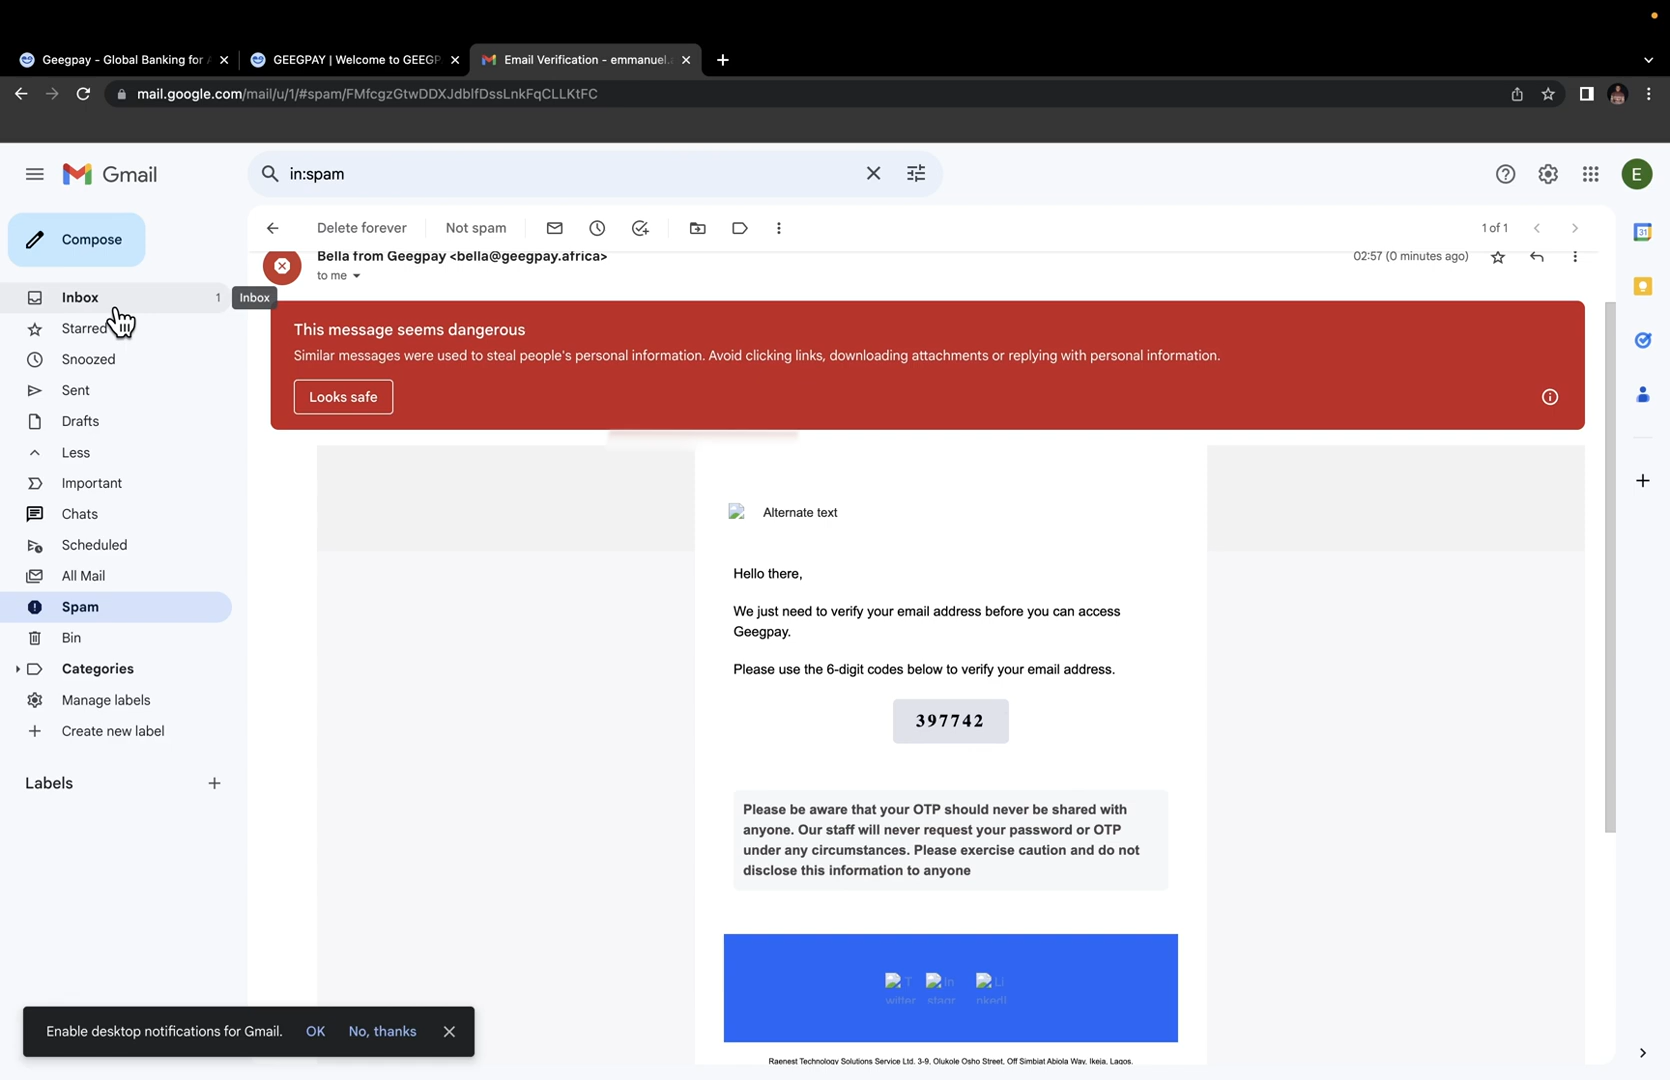 Geegpay - Global Banking for A
GEEGPAY | Welcome to GEEGP
Email Verification - emmanuel.
mail.google.com/mail/u/1/#spam/FMfcgzGtwDDXJdblfDssLnkFqCLLKtFC
Gmail
in:spam
E
Compose
Delete forever
Not spam
1 of 1
31
Bella from Geegpay <bella@geegpay.africa>
02:57 (0 minutes ago)
to me
Inbox
1
Inbox
Starred
Snoozed
Sent
Drafts
Less
Important
Chats
Scheduled
All Mail
Spam
Bin
Categories
Manage labels
Create new label
Labels
This message seems dangerous
Similar messages were used to steal people's personal information. Avoid clicking links, downloading attachments or replying with personal information.
Looks safe
Alternate text
Hello there,
We just need to verify your email address before you can access
Geegpay.
Please use the 6-digit codes below to verify your email address.
397742
Please be aware that your OTP should never be shared with
anyone. Our staff will never request your password or OTP
under any circumstances. Please exercise caution and do not
disclose this information to anyone
T In Li
witter stagr nkedI
Raenest Technology Solutions Service Ltd. 3-9, Olukole Osho Street, Off Simbiat Abiola Way, Ikeja, Lagos.
Enable desktop notifications for Gmail.
OK
No, thanks